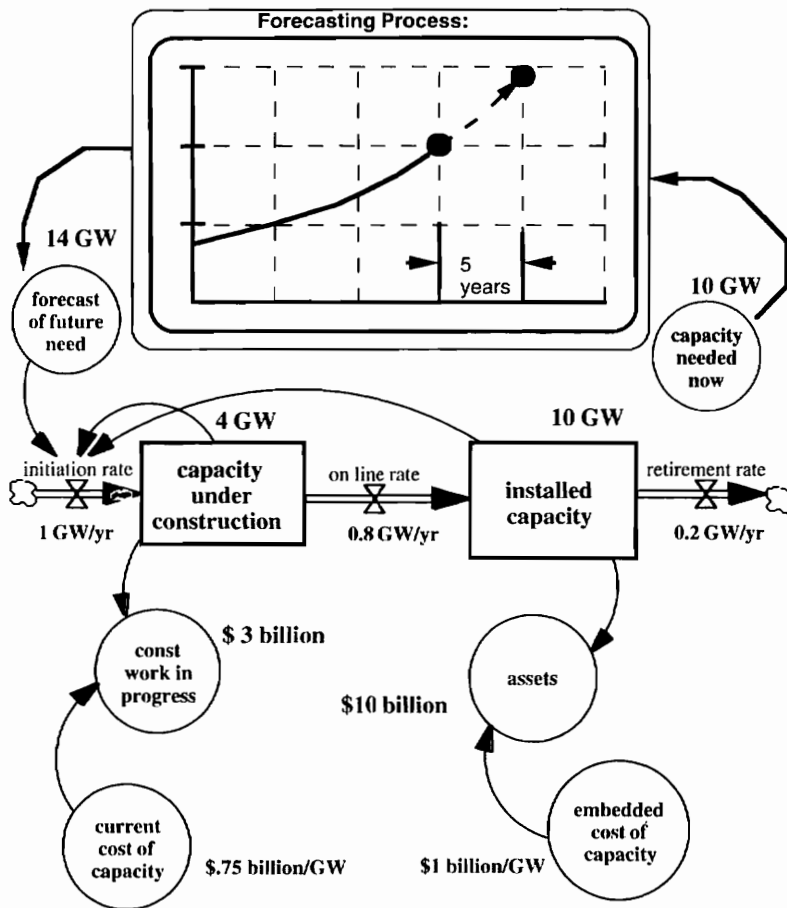 Forecasting Process:
5
years
14 GW
forecast
of future
need
10 GW
capacity
needed
now
4 GW
10 GW
initiation rate
capacity
under
construction
on line rate
installed
capacity
retirement rate
1 GW/yr
0.8 GW/yr
0.2 GW/yr
const
work in
progress
$ 3 billion
assets
$10 billion
current
cost of
capacity
$.75 billion/GW
embedded
cost of
capacity
$1 billion/GW